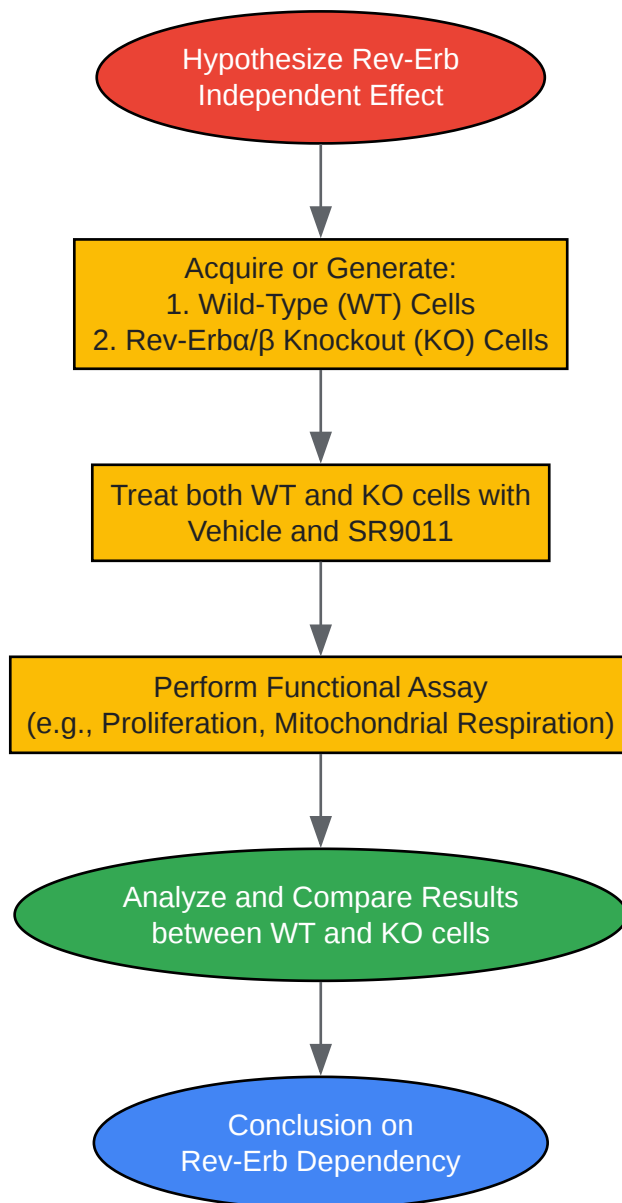 Hypothesize Rev-Erb
Independent Effect
Acquire or Generate:
1. Wild-Type (WT) Cells
2. Rev-Erbα/β Knockout (KO) Cells
Treat both WT and KO cells with
Vehicle and SR9011
Perform Functional Assay
(e.g., Proliferation, Mitochondrial Respiration)
Analyze and Compare Results
between WT and KO cells
Conclusion on
Rev-Erb Dependency